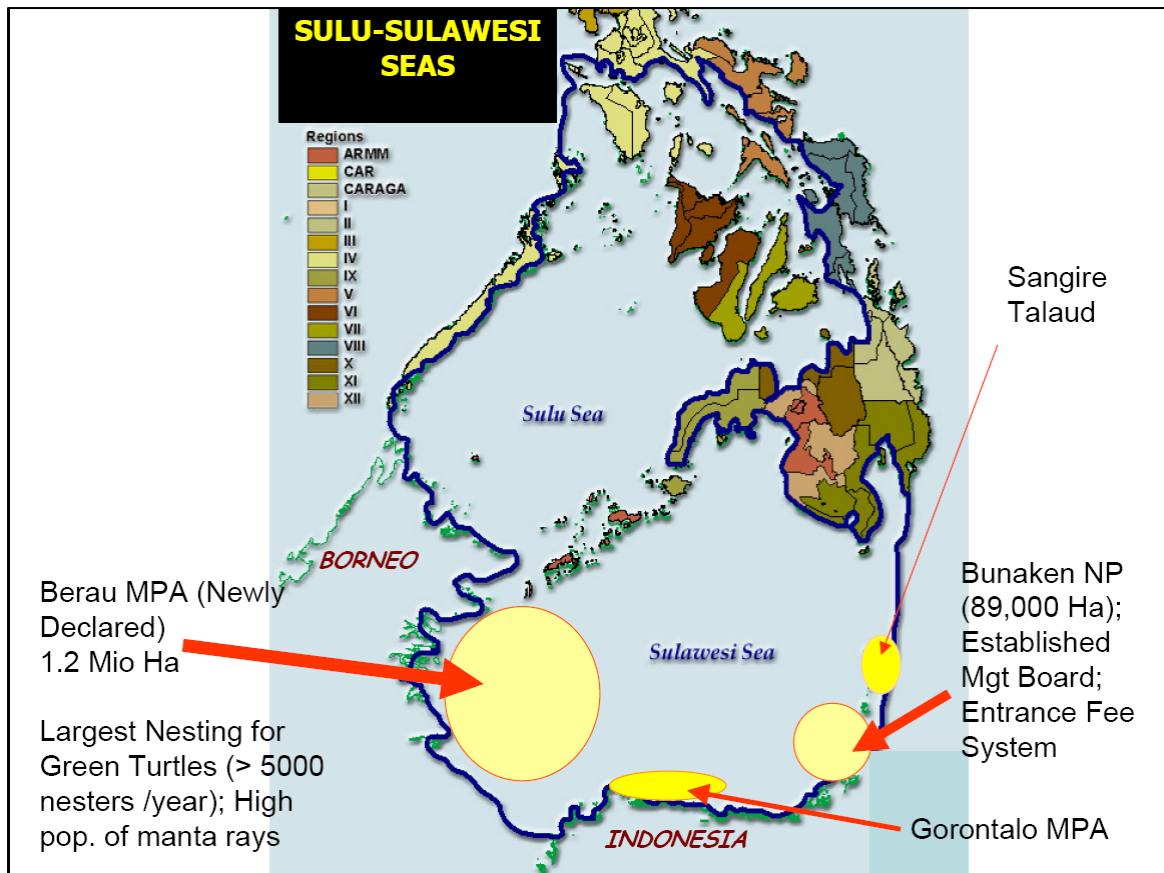 SULU-SULAWESI
SEAS
Regions
ARMM
CAR
CARAGA
I
II
III
IV
IX
V
VI
VII
VIII
X
XI
XII
Sangire
Talaud
Sulu Sea
BORNEO
Berau MPA (Newly
Declared)
1.2 Mio Ha
Largest Nesting for
Green Turtles (> 5000
nesters /year); High
pop. of manta rays
Sulawesi Sea
Bunaken NP
(89,000 Ha);
Established
Mgt Board;
Entrance Fee
System
INDONESIA
Gorontalo MPA